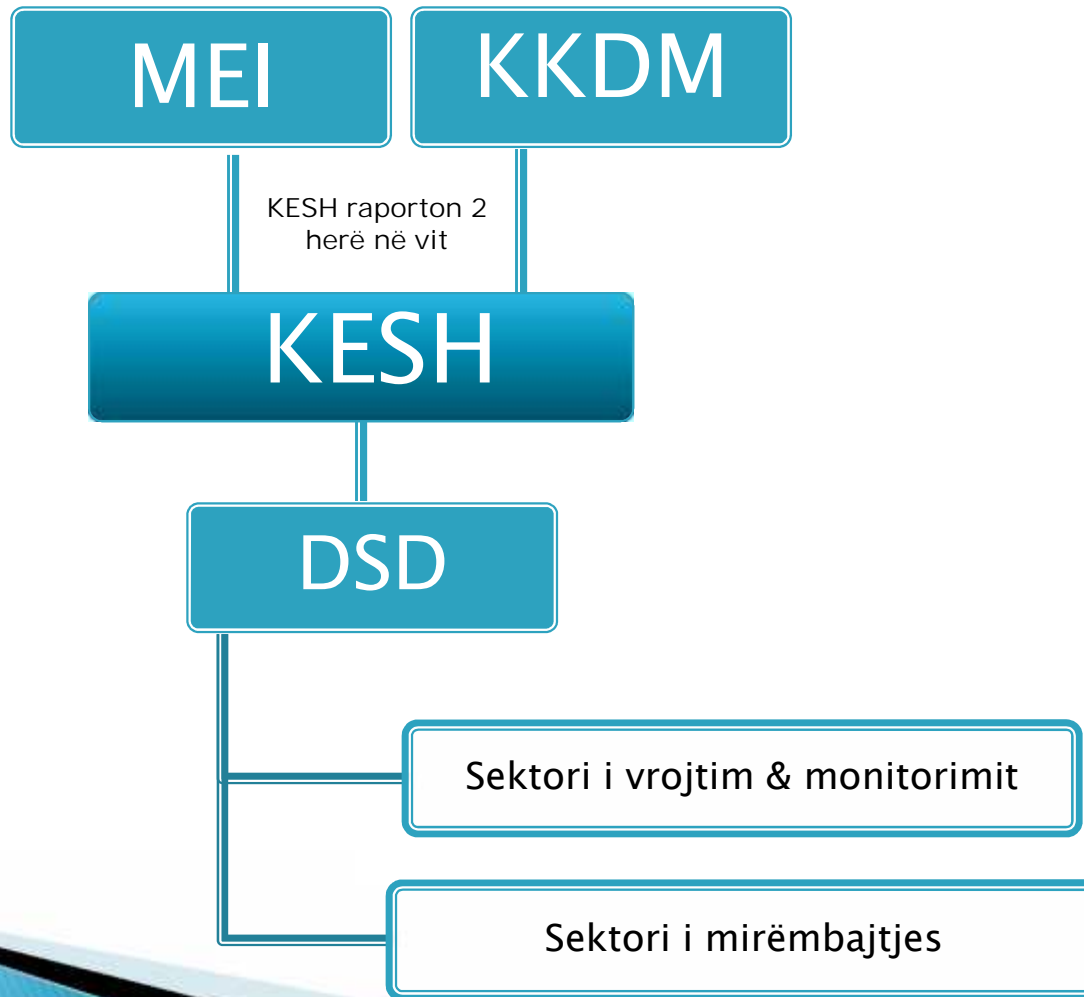 MEI
KKDM
KESH raporton 2
herë në vit
KESH
DSD
Sektori i vrojtim & monitorimit
Sektori i mirëmbajtjes